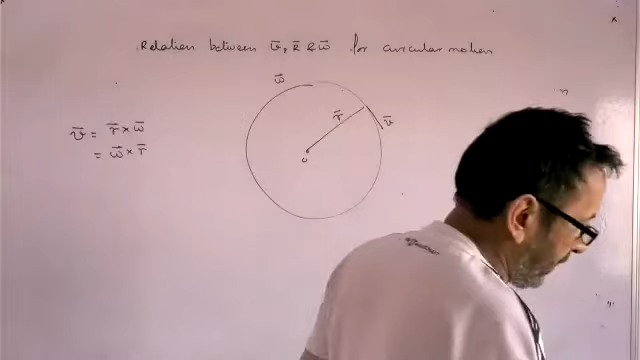 Relation between v̄, R̄ & ω̄ for circular motion
ω̄
r̄
v̄
v̄ = r̄ × ω̄
= ω̄ × r̄
o